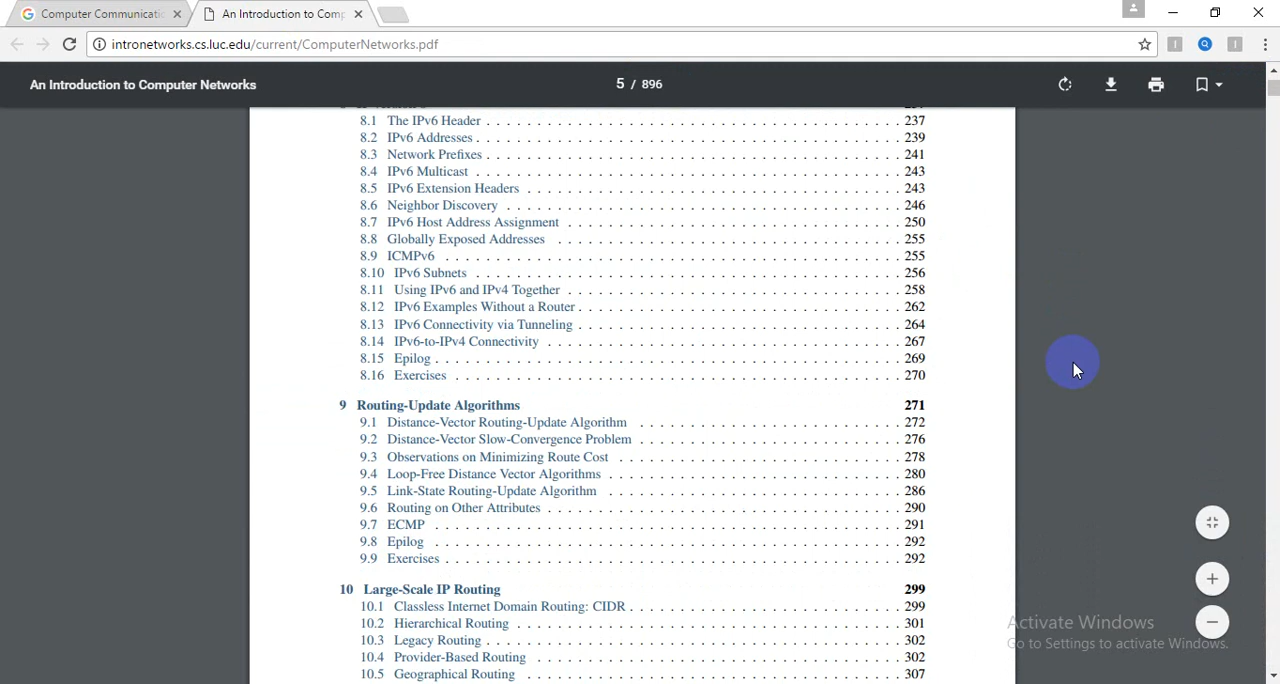 Computer Communicatio
An Introduction to Comp
intronetworks.cs.luc.edu/current/ComputerNetworks.pdf
An Introduction to Computer Networks
5 / 896
8.1 The IPv6 Header . . . . . . . . . . . . . . . . . . . . 237
8.2 IPv6 Addresses . . . . . . . . . . . . . . . . . . . . 239
8.3 Network Prefixes . . . . . . . . . . . . . . . . . . . . 241
8.4 IPv6 Multicast . . . . . . . . . . . . . . . . . . . . 243
8.5 IPv6 Extension Headers . . . . . . . . . . . . . . . . . . . . 243
8.6 Neighbor Discovery . . . . . . . . . . . . . . . . . . . . 246
8.7 IPv6 Host Address Assignment . . . . . . . . . . . . . . . . . . . . 250
8.8 Globally Exposed Addresses . . . . . . . . . . . . . . . . . . . . 255
8.9 ICMPv6 . . . . . . . . . . . . . . . . . . . . 255
8.10 IPv6 Subnets . . . . . . . . . . . . . . . . . . . . 256
8.11 Using IPv6 and IPv4 Together . . . . . . . . . . . . . . . . . . . . 258
8.12 IPv6 Examples Without a Router . . . . . . . . . . . . . . . . . . . . 262
8.13 IPv6 Connectivity via Tunneling . . . . . . . . . . . . . . . . . . . . 264
8.14 IPv6-to-IPv4 Connectivity . . . . . . . . . . . . . . . . . . . . 267
8.15 Epilog . . . . . . . . . . . . . . . . . . . . 269
8.16 Exercises . . . . . . . . . . . . . . . . . . . . 270
9 Routing-Update Algorithms 271
9.1 Distance-Vector Routing-Update Algorithm . . . . . . . . . . . . . . . . . . . . 272
9.2 Distance-Vector Slow-Convergence Problem . . . . . . . . . . . . . . . . . . . . 276
9.3 Observations on Minimizing Route Cost . . . . . . . . . . . . . . . . . . . . 278
9.4 Loop-Free Distance Vector Algorithms . . . . . . . . . . . . . . . . . . . . 280
9.5 Link-State Routing-Update Algorithm . . . . . . . . . . . . . . . . . . . . 286
9.6 Routing on Other Attributes . . . . . . . . . . . . . . . . . . . . 290
9.7 ECMP . . . . . . . . . . . . . . . . . . . . 291
9.8 Epilog . . . . . . . . . . . . . . . . . . . . 292
9.9 Exercises . . . . . . . . . . . . . . . . . . . . 292
10 Large-Scale IP Routing 299
10.1 Classless Internet Domain Routing: CIDR . . . . . . . . . . . . . . . . . . . . 299
10.2 Hierarchical Routing . . . . . . . . . . . . . . . . . . . . 301
10.3 Legacy Routing . . . . . . . . . . . . . . . . . . . . 302
10.4 Provider-Based Routing . . . . . . . . . . . . . . . . . . . . 302
10.5 Geographical Routing . . . . . . . . . . . . . . . . . . . . 307
Activate Windows
Go to Settings to activate Windows.